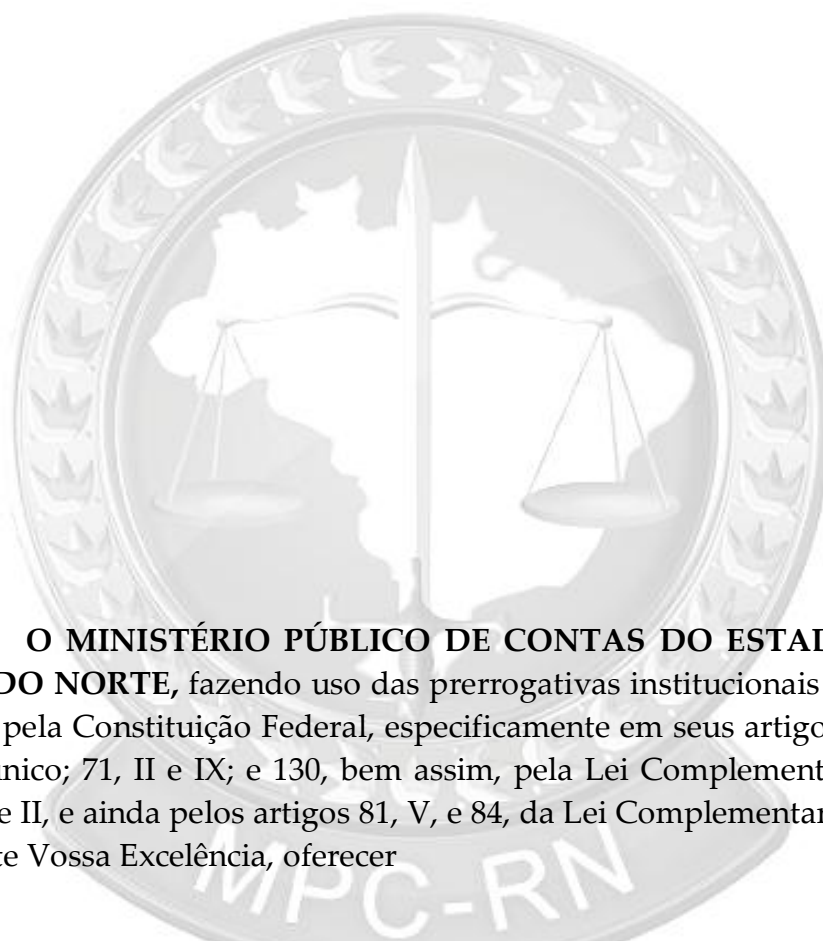 O MINISTÉRIO PÚBLICO DE CONTAS DO ESTAD
DO NORTE, fazendo uso das prerrogativas institucionais
pela Constituição Federal, especificamente em seus artigo
nico; 71, II e IX; e 130, bem assim, pela Lei Complement
e II, e ainda pelos artigos 81, V, e 84, da Lei Complementar
te Vossa Excelência, oferecer
MPC-RN